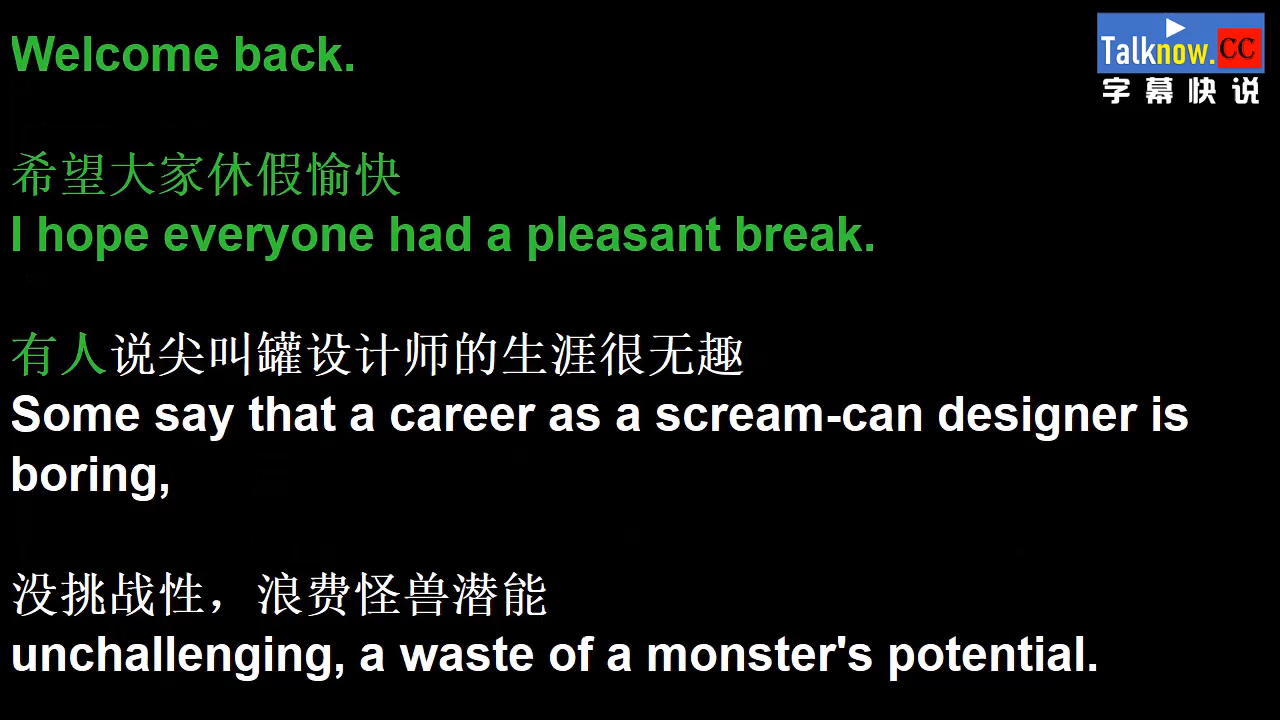 Welcome back.
Talknow.CC
字幕快说
希望大家休假愉快
I hope everyone had a pleasant break.
有人说尖叫罐设计师的生涯很无趣
Some say that a career as a scream-can designer is
boring,
没挑战性，浪费怪兽潜能
unchallenging, a waste of a monster's potential.